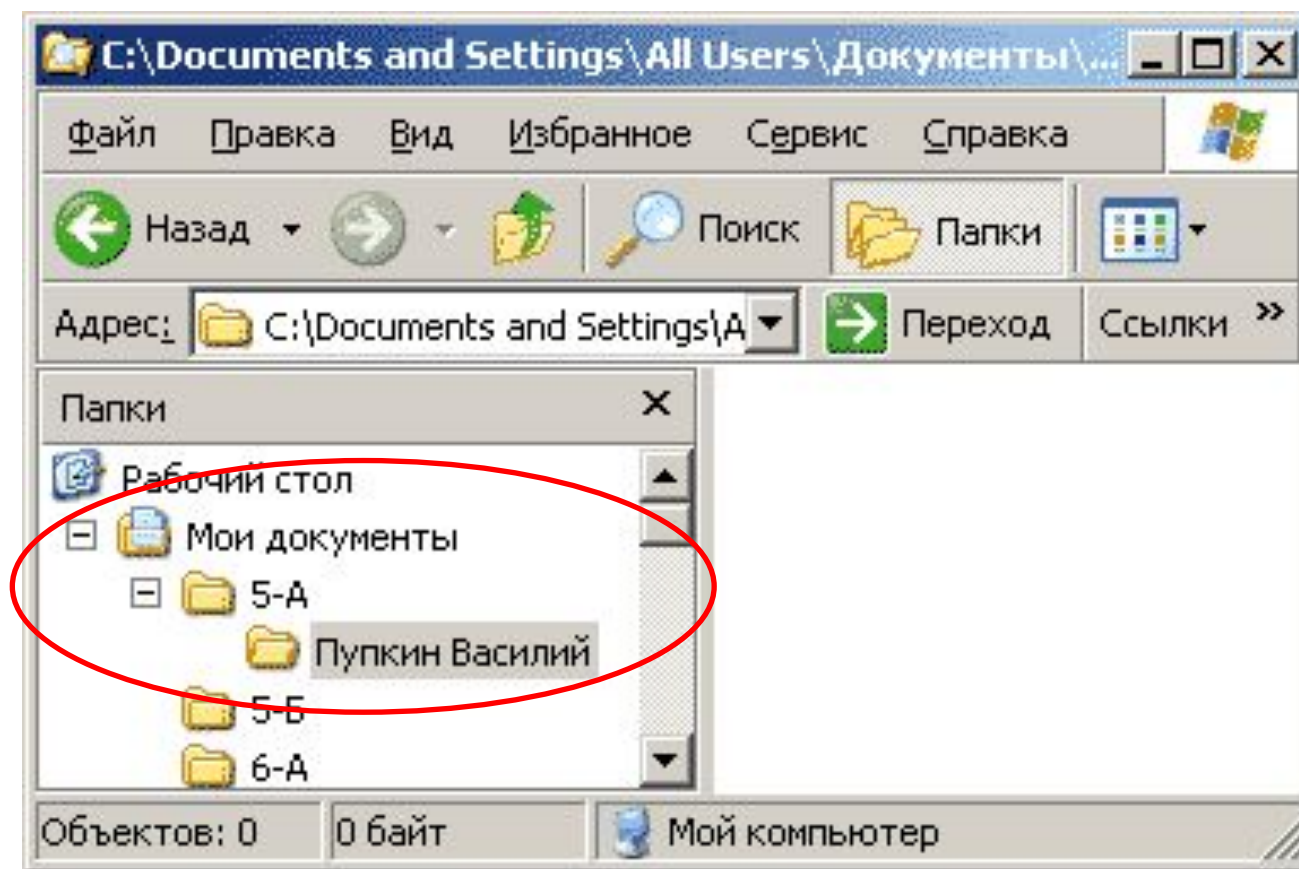 C:\Documents and Settings\All Users\Документы\...
Файл Правка Вид Избранное Сервис Справка
Назад Поиск Папки
Адрес: C:\Documents and Settings\A Переход Ссылки »
Папки
Рабочий стол
Мои документы
5-А
Пупкин Василий
5-Б
6-А
Объектов: 0 0 байт Мой компьютер